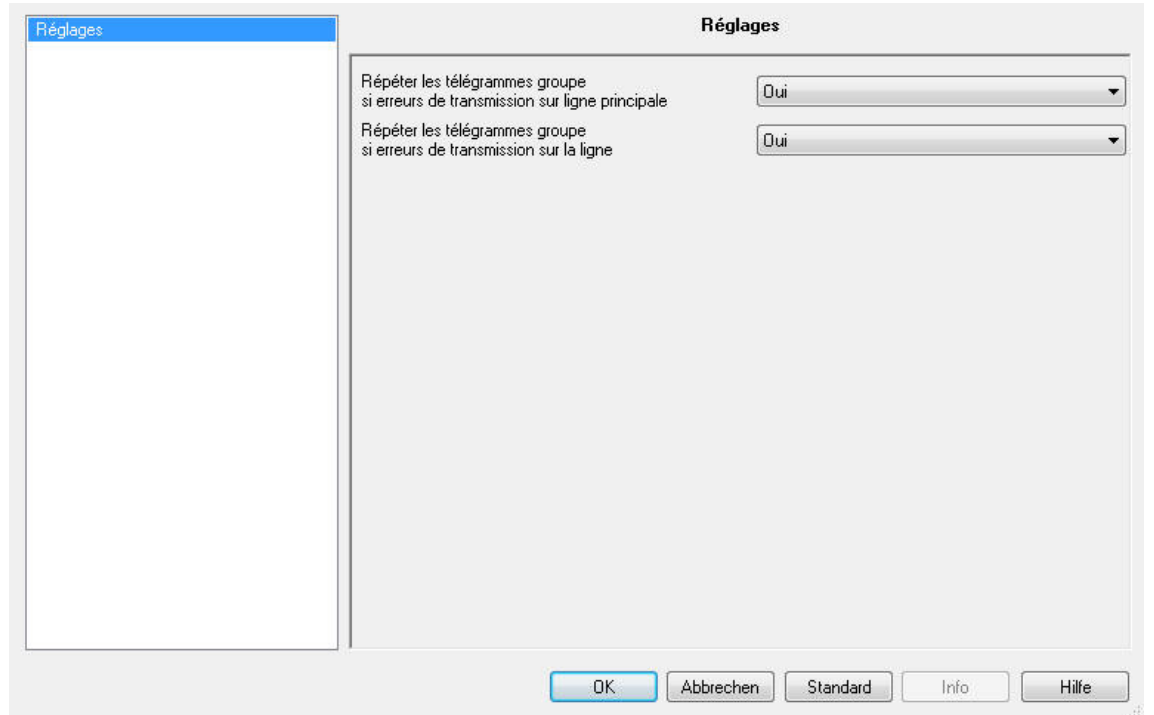 Réglages
Réglages
Répéter les télégrammes groupe
si erreurs de transmission sur ligne principale
Oui
Répéter les télégrammes groupe
si erreurs de transmission sur la ligne
Oui
OK
Abbrechen
Standard
Info
Hilfe